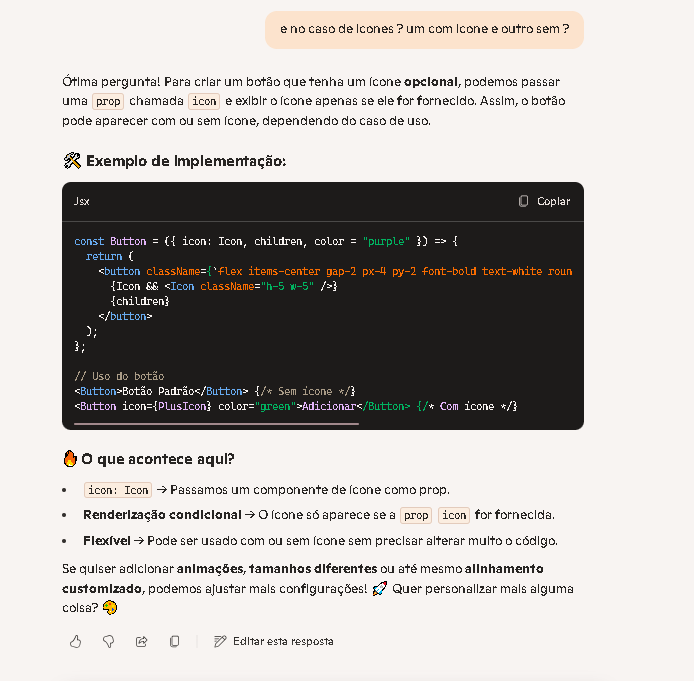 e no caso de icones ? um com icone e outro sem ?
Ótima pergunta! Para criar um botão que tenha um ícone opcional, podemos passar
uma prop chamada icon e exibir o ícone apenas se ele for fornecido. Assim, o botão
pode aparecer com ou sem ícone, dependendo do caso de uso.
🛠️ Exemplo de Implementação:
Jsx
Copiar
const Button = ({ icon: Icon, children, color = "purple" }) => {
return (
<button className={`flex items-center gap-2 px-4 py-2 font-bold text-white roun
{Icon && <Icon className="h-5 w-5" />}
{children}
</button>
);
};
// Uso do botão
<Button>Botão Padrão</Button> {/* Sem ícone */}
<Button icon={PlusIcon} color="green">Adicionar</Button> {/* Com ícone */}
🔥 O que acontece aqui?
• icon: Icon → Passamos um componente de ícone como prop.
• Renderização condicional → O ícone só aparece se a prop icon for fornecida.
• Flexível → Pode ser usado com ou sem ícone sem precisar alterar muito o código.
Se quiser adicionar animações, tamanhos diferentes ou até mesmo alinhamento
customizado, podemos ajustar mais configurações! 🚀 Quer personalizar mais alguma
coisa? 🎨
Editar esta resposta